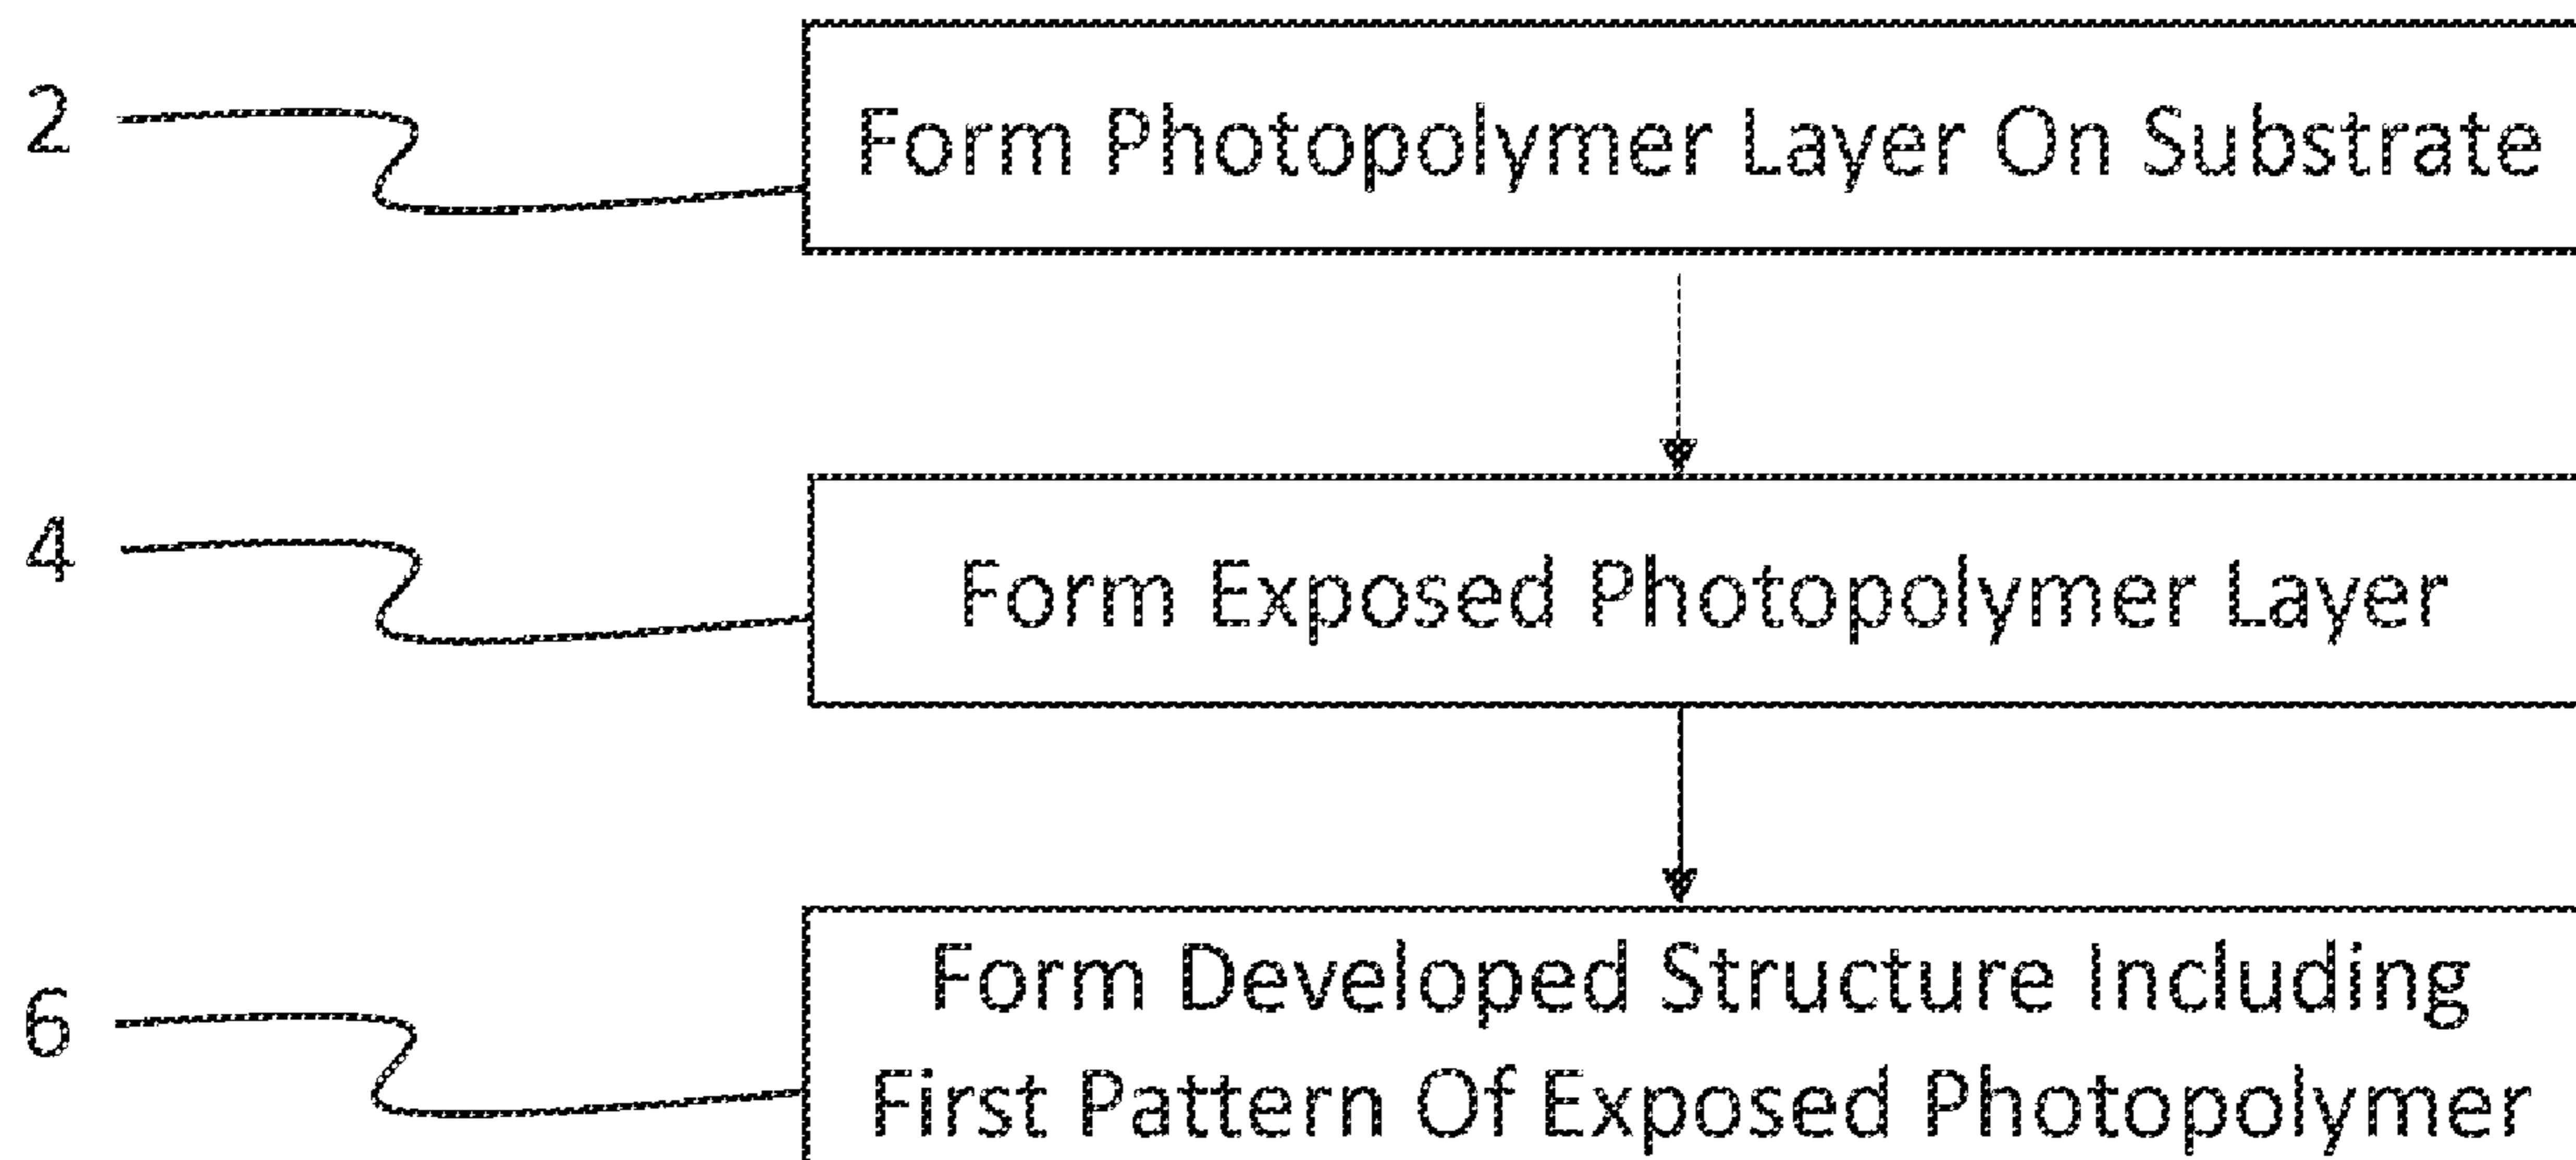 2
Form Photopolymer Layer On Substrate
4
Form Exposed Photopolymer Layer
6
Form Developed Structure Including
First Pattern Of Exposed Photopolymer